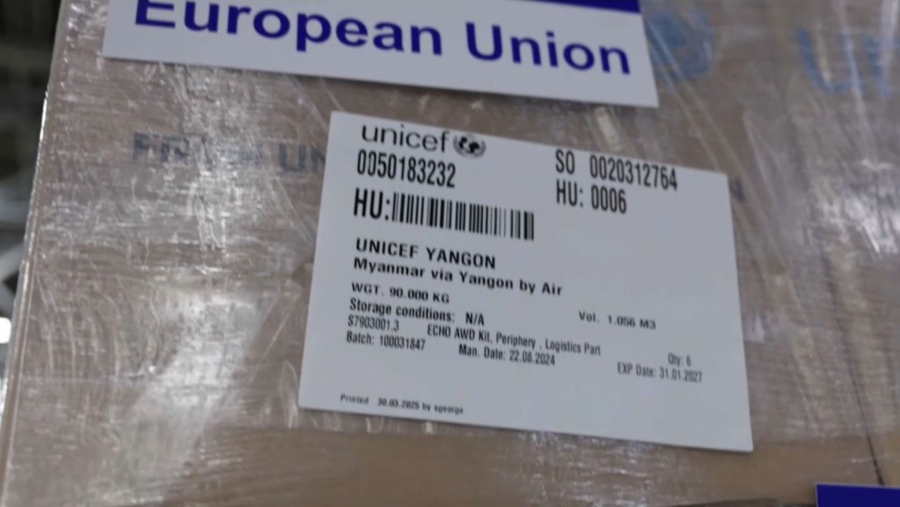 European Union
unicef
0050183232
SO 0020312764
HU:
HU: 0006
UNICEF YANGON
Myanmar via Yangon by Air
WGT. 90.000 KG
Vol. 1.056 M3
Storage conditions: N/A
S7903001.3 ECHO AWD Kit, Periphery , Logistics Part Qty: 6
Batch: 100031847 Man. Date: 22.08.2024 EXP Date: 31.01.2027
Printed 30.03.2025 by sgeorge